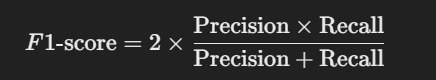 F1-score = 2 × Precision × Recall / Precision + Recall